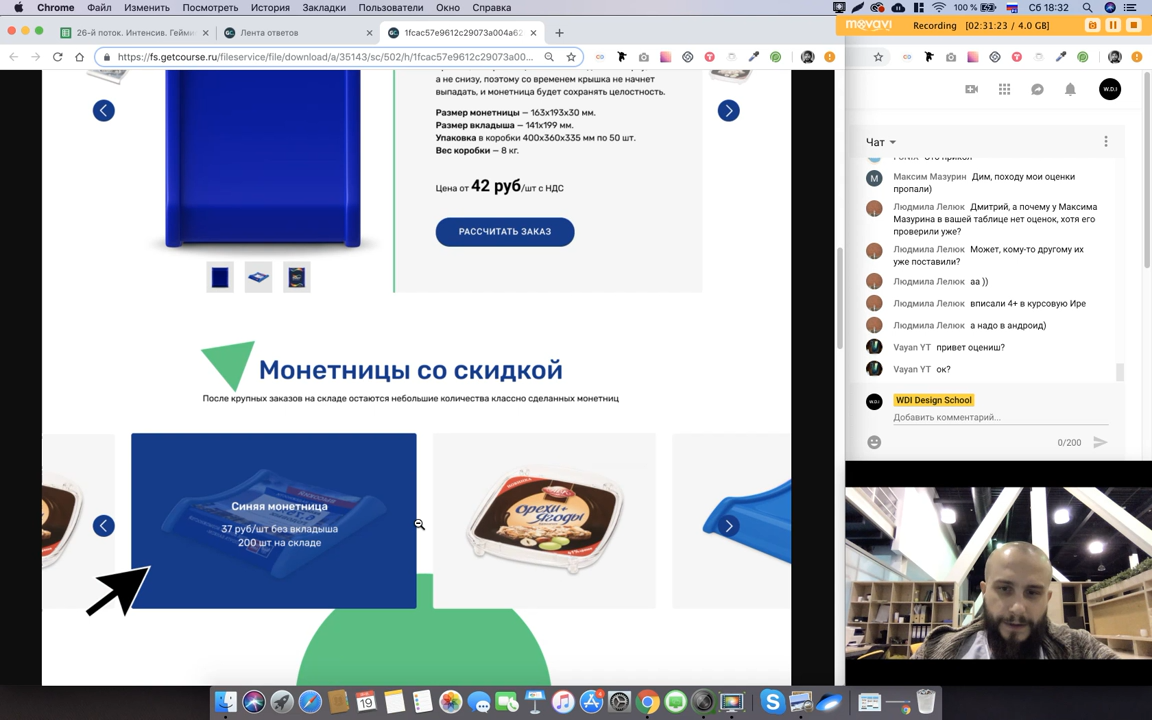 Chrome Файл Изменить Посмотреть История Закладки Пользователи Окно Справка 100 % Сб 18:32
26-й поток. Интенсив. Гейми
Лента ответов
1fcac57e9612c29073a004a62
movavi Recording [02:31:23 / 4.0 GB]
https://fs.getcourse.ru/fileservice/file/download/a/35143/sc/502/h/1fcac57e9612c29073a00...
а не снизу, поэтому со временем крышка не начнет
выпадать, и монетница будет сохранять целостность.
Размер монетницы — 163х193х30 мм.
Размер вкладыша — 141х199 мм.
Упаковка в коробки 400х360х335 мм по 50 шт.
Вес коробки — 8 кг.
Цена от 42 руб/шт с НДС
РАССЧИТАТЬ ЗАКАЗ
Монетницы со скидкой
После крупных заказов на складе остаются небольшие количества классно сделанных монетниц
Синяя монетница
37 руб/шт без вкладыша
200 шт на складе
Орехи+
Ягоды
W.D.I
Чат
Максим Мазурин Дим, походу мои оценки
пропали)
Людмила Лелюк Дмитрий, а почему у Максима
Мазурина в вашей таблице нет оценок, хотя его
проверили уже?
Людмила Лелюк Может, кому-то другому их
уже поставили?
Людмила Лелюк аа ))
Людмила Лелюк вписали 4+ в курсовую Ире
Людмила Лелюк а надо в андроид)
Vayan YT привет оцениш?
Vayan YT ок?
W.D.I WDI Design School
Добавить комментарий...
0/200
19